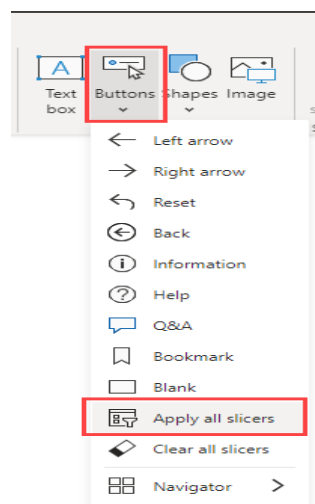 Text Buttons Shapes Image
box
Left arrow
Right arrow
Reset
Back
Information
Help
Q&A
Bookmark
Blank
Apply all slicers
Clear all slicers
Navigator